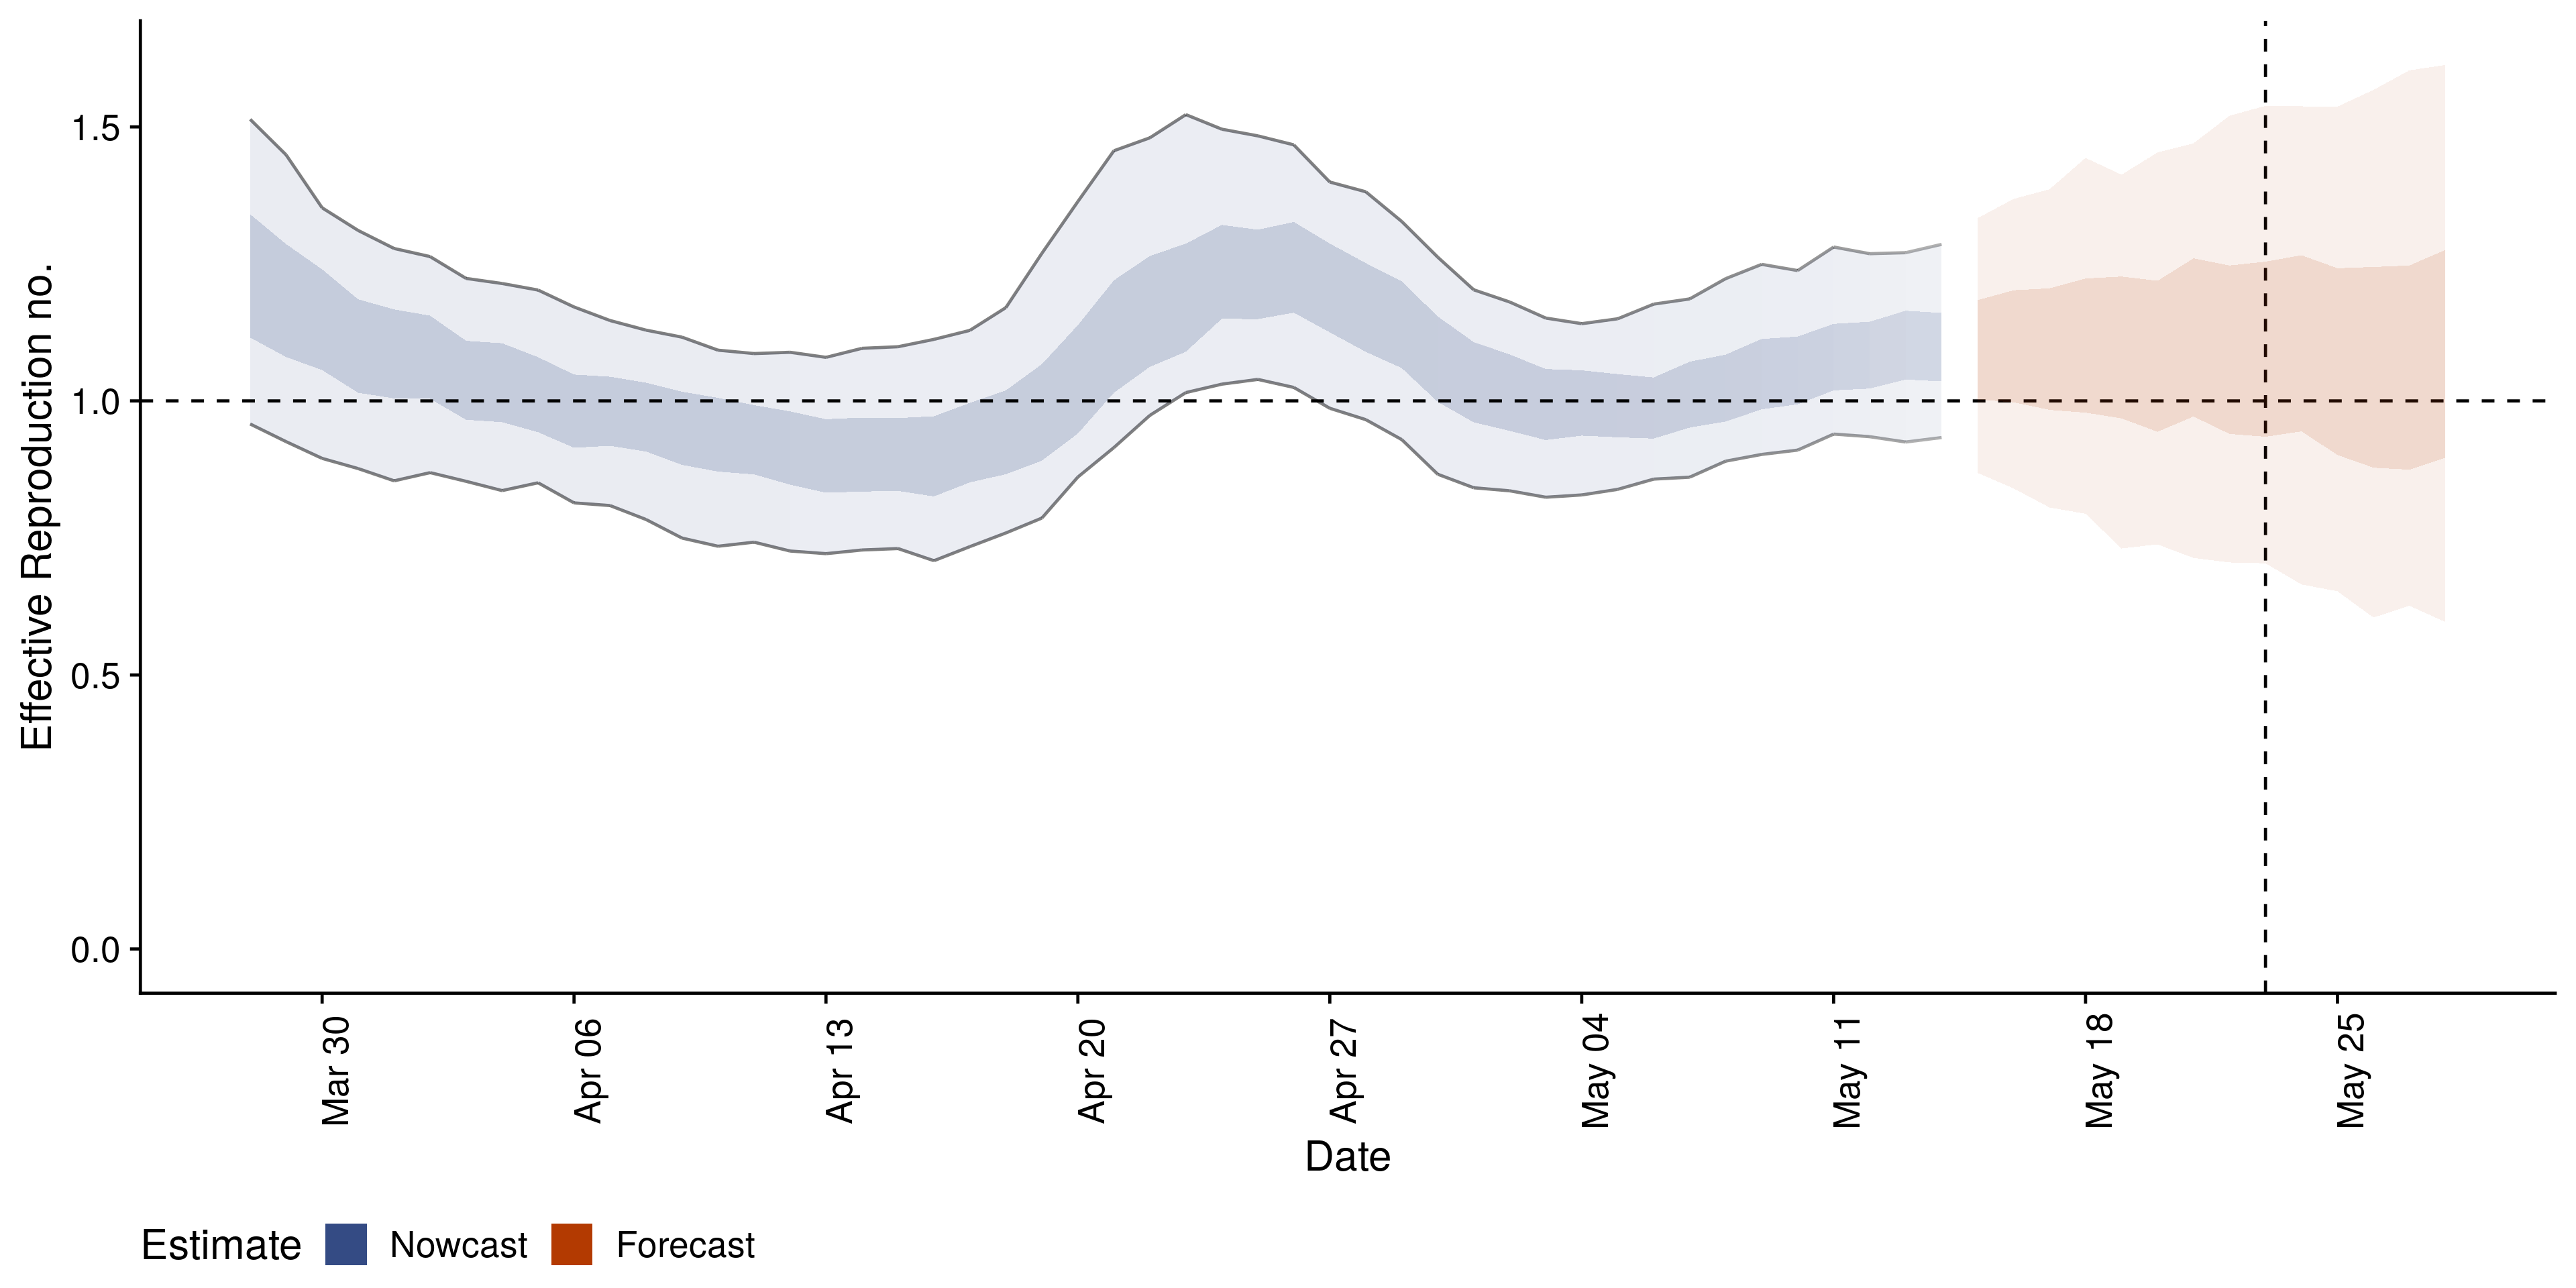 Effective Reproduction no.
1.5
1.0
0.5
0.0
Mar 30
Apr 06
Apr 13
Apr 20
Apr 27
May 04
May 11
May 18
May 25
Date
Estimate Nowcast Forecast